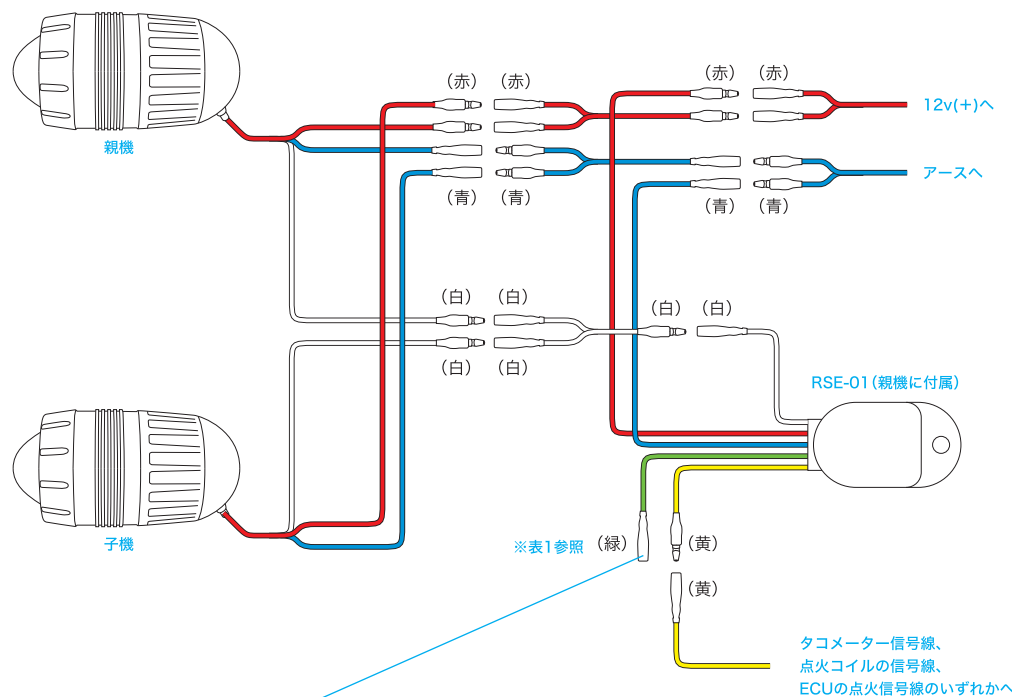 (赤) (赤)
(赤) (赤)
12v(+)へ
親機
アースへ
(青) (青)
(青) (青)
(白) (白)
(白) (白)
(白) (白)
RSE-01(親機に付属)
子機
※表1参照
(緑)
(黄)
(黄)
タコメーター信号線、
点火コイルの信号線、
ECUの点火信号線のいずれかへ